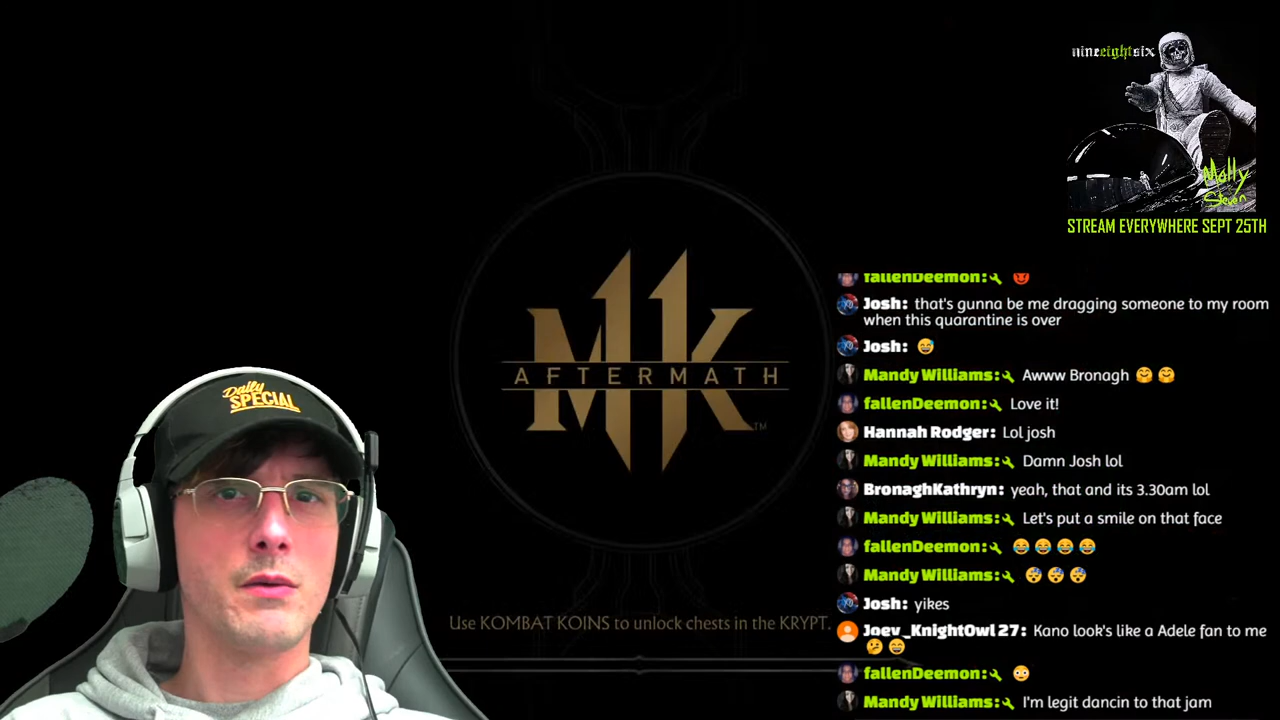 nineeightsix
Molly
Steven
STREAM EVERYWHERE SEPT 25TH
fallenDeemon:
Josh: that's gunna be me dragging someone to my room
when this quarantine is over
Josh: 😅
Mandy Williams: Awww Bronagh 🤗 🤗
fallenDeemon: Love it!
Hannah Rodger: Lol josh
Mandy Williams: Damn Josh lol
BronaghKathryn: yeah, that and its 3.30am lol
Mandy Williams: Let's put a smile on that face
fallenDeemon: 😂 😂 😂 😂
Mandy Williams: 😴 😴 😴
Josh: yikes
Joey_KnightOwl 27: Kano look's like a Adele fan to me
🤔 😄
fallenDeemon: 😳
Mandy Williams: I'm legit dancin to that jam
MK11
AFTERMATH
TM
Use KOMBAT KOINS to unlock chests in the KRYPT.
Daily
SPECIAL